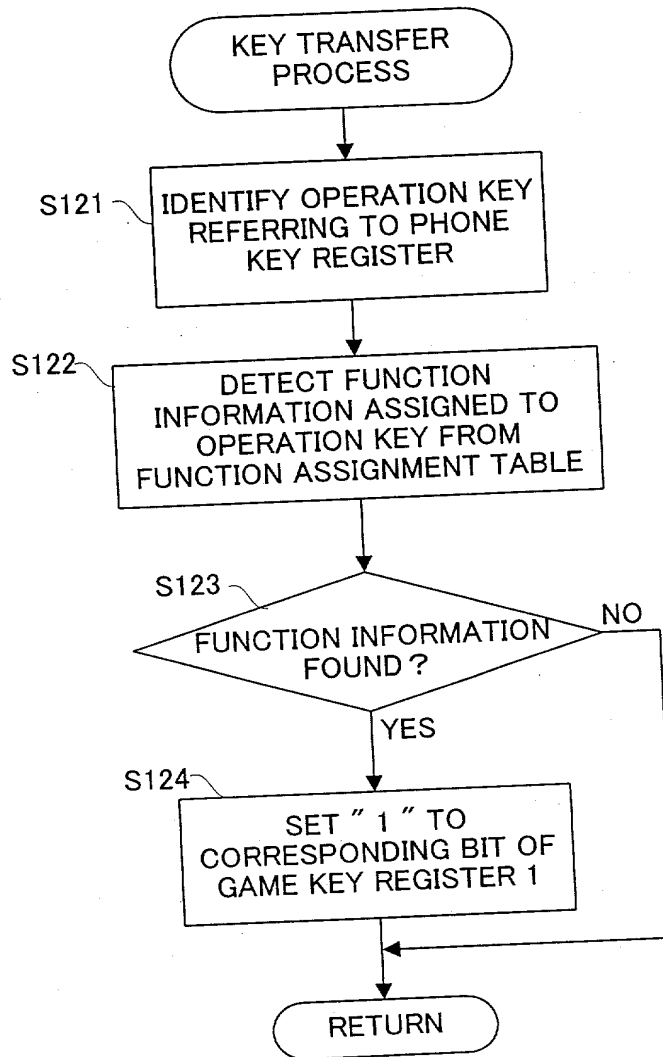 KEY TRANSFER
PROCESS
S121
IDENTIFY OPERATION KEY
REFERRING TO PHONE
KEY REGISTER
S122
DETECT FUNCTION
INFORMATION ASSIGNED TO
OPERATION KEY FROM
FUNCTION ASSIGNMENT TABLE
S123
FUNCTION INFORMATION
FOUND ?
NO
YES
S124
SET " 1 " TO
CORRESPONDING BIT OF
GAME KEY REGISTER 1
RETURN